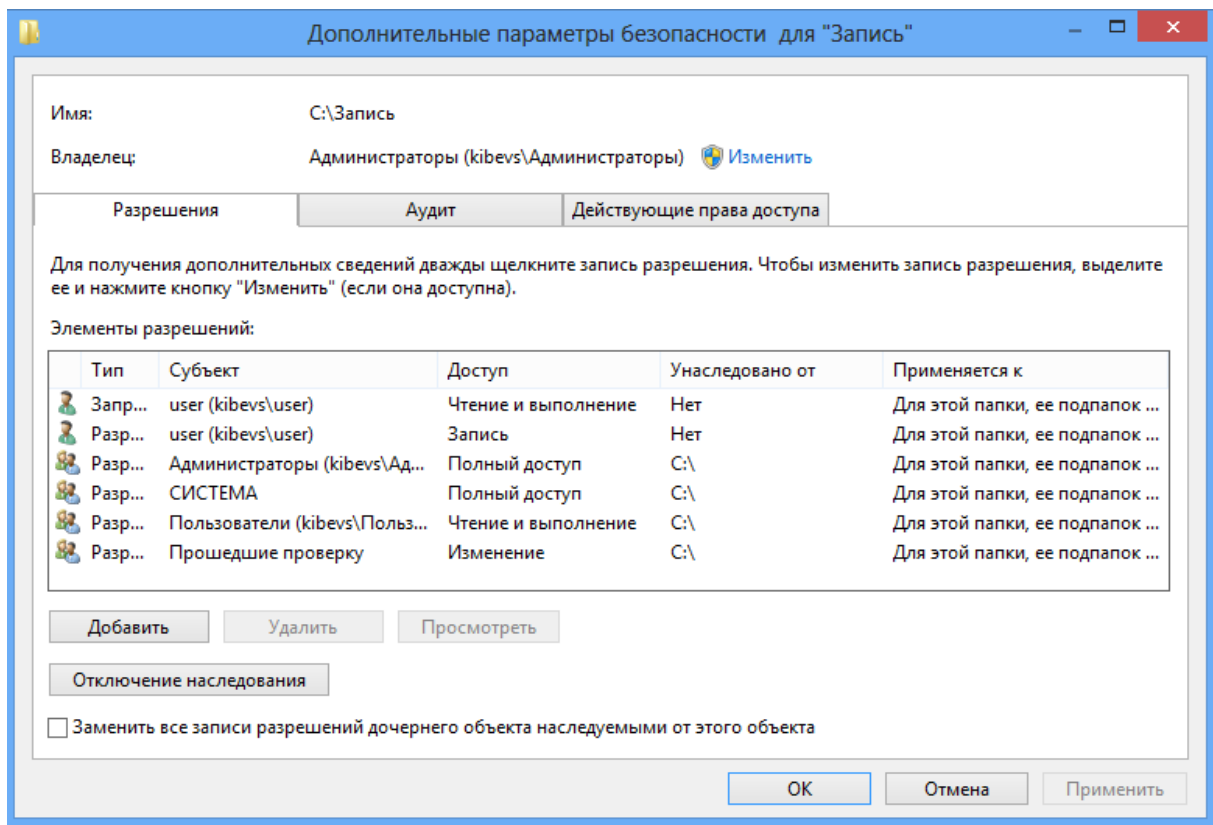 Дополнительные параметры безопасности для "Запись"
Имя: C:\Запись
Владелец: Администраторы (kibevs\Администраторы) Изменить
Разрешения Аудит Действующие права доступа
Для получения дополнительных сведений дважды щелкните запись разрешения. Чтобы изменить запись разрешения, выделите
ее и нажмите кнопку "Изменить" (если она доступна).
Элементы разрешений:
Тип Субъект Доступ Унаследовано от Применяется к
Запр... user (kibevs\user) Чтение и выполнение Нет Для этой папки, ее подпапок ...
Разр... user (kibevs\user) Запись Нет Для этой папки, ее подпапок ...
Разр... Администраторы (kibevs\Ад... Полный доступ C:\ Для этой папки, ее подпапок ...
Разр... СИСТЕМА Полный доступ C:\ Для этой папки, ее подпапок ...
Разр... Пользователи (kibevs\Польз... Чтение и выполнение C:\ Для этой папки, ее подпапок ...
Разр... Прошедшие проверку Изменение C:\ Для этой папки, ее подпапок ...
Добавить Удалить Просмотреть
Отключение наследования
Заменить все записи разрешений дочернего объекта наследуемыми от этого объекта
ОК Отмена Применить